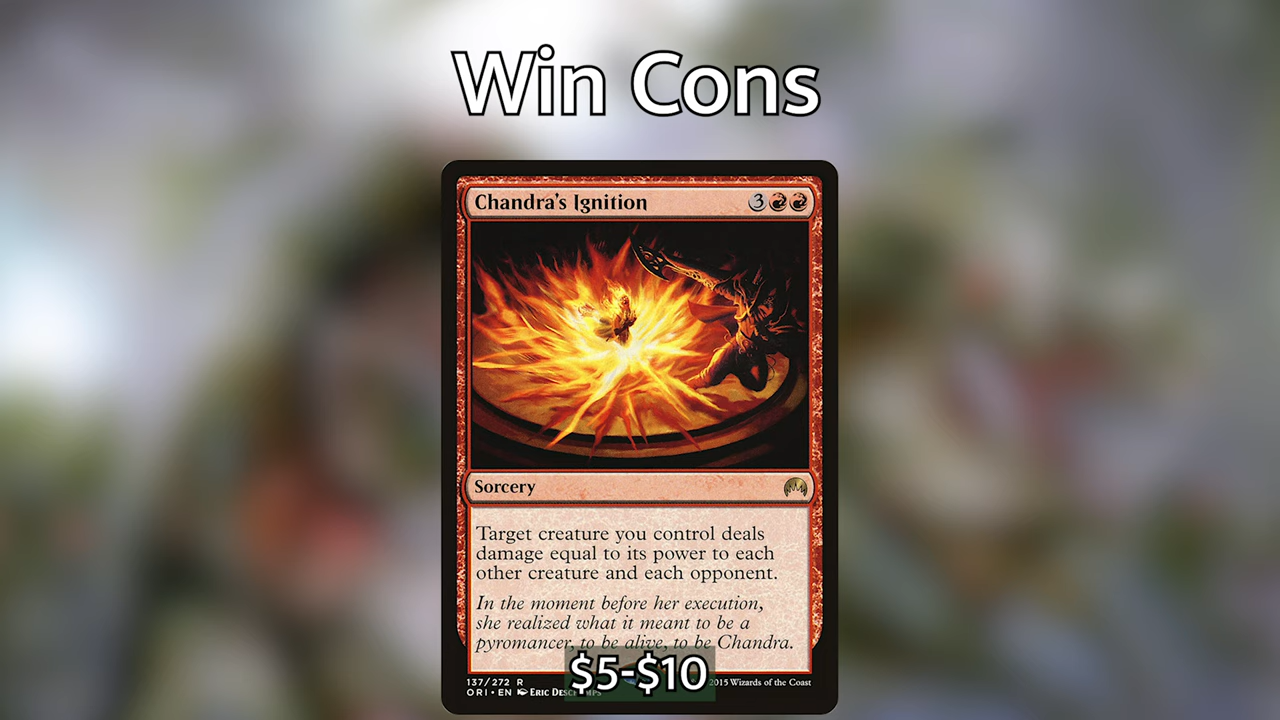 Win Cons
Chandra's Ignition 3
Sorcery
Target creature you control deals
damage equal to its power to each
other creature and each opponent.
In the moment before her execution,
she realized what it meant to be a
pyromancer, to be alive, to be Chandra.
$5-$10
137/272 R
ORI • EN Eric
2015 Wizards of the Coast